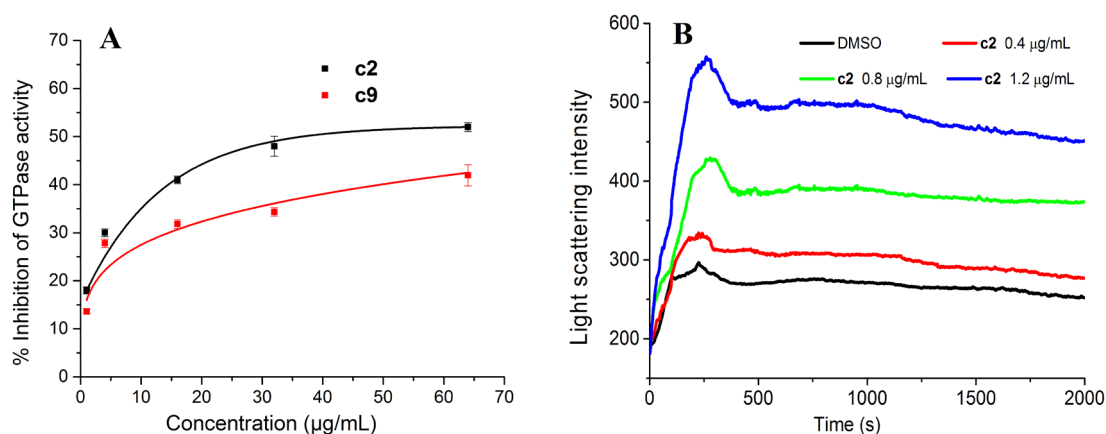 A
c2
c9
% Inhibition of GTPase activity
70
60
50
40
30
20
10
0
0 10 20 30 40 50 60 70
Concentration (µg/mL)
B
DMSO c2 0.4 µg/mL
c2 0.8 µg/mL c2 1.2 µg/mL
Light scattering intensity
600
500
400
300
200
0 500 1000 1500 2000
Time (s)